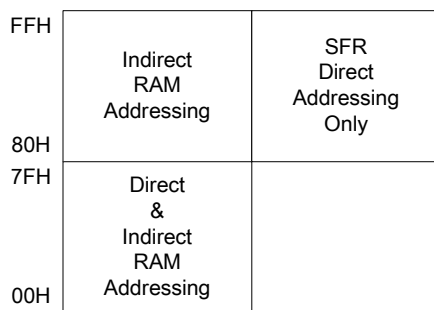 FFH
Indirect
RAM
Addressing
SFR
Direct
Addressing
Only
80H
7FH
Direct
&
Indirect
RAM
Addressing
00H